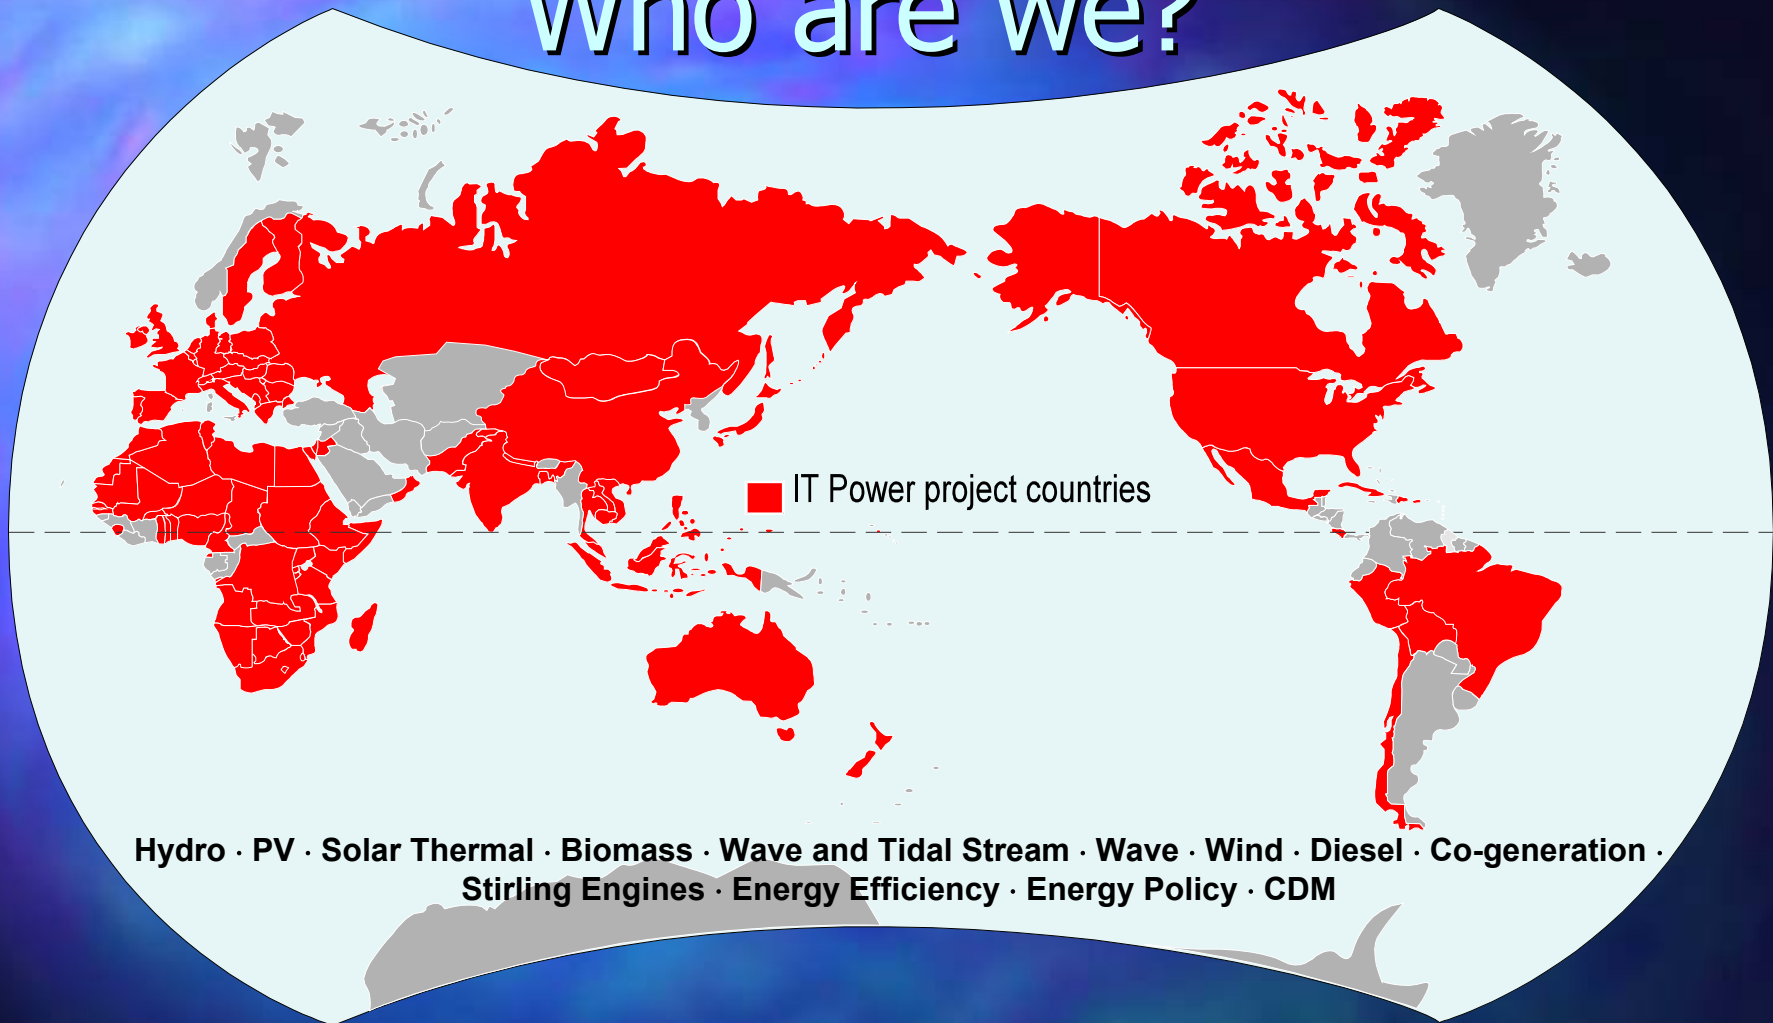 Who are we?
IT Power project countries
Hydro · PV · Solar Thermal · Biomass · Wave and Tidal Stream · Wave · Wind · Diesel · Co-generation ·
Stirling Engines · Energy Efficiency · Energy Policy · CDM